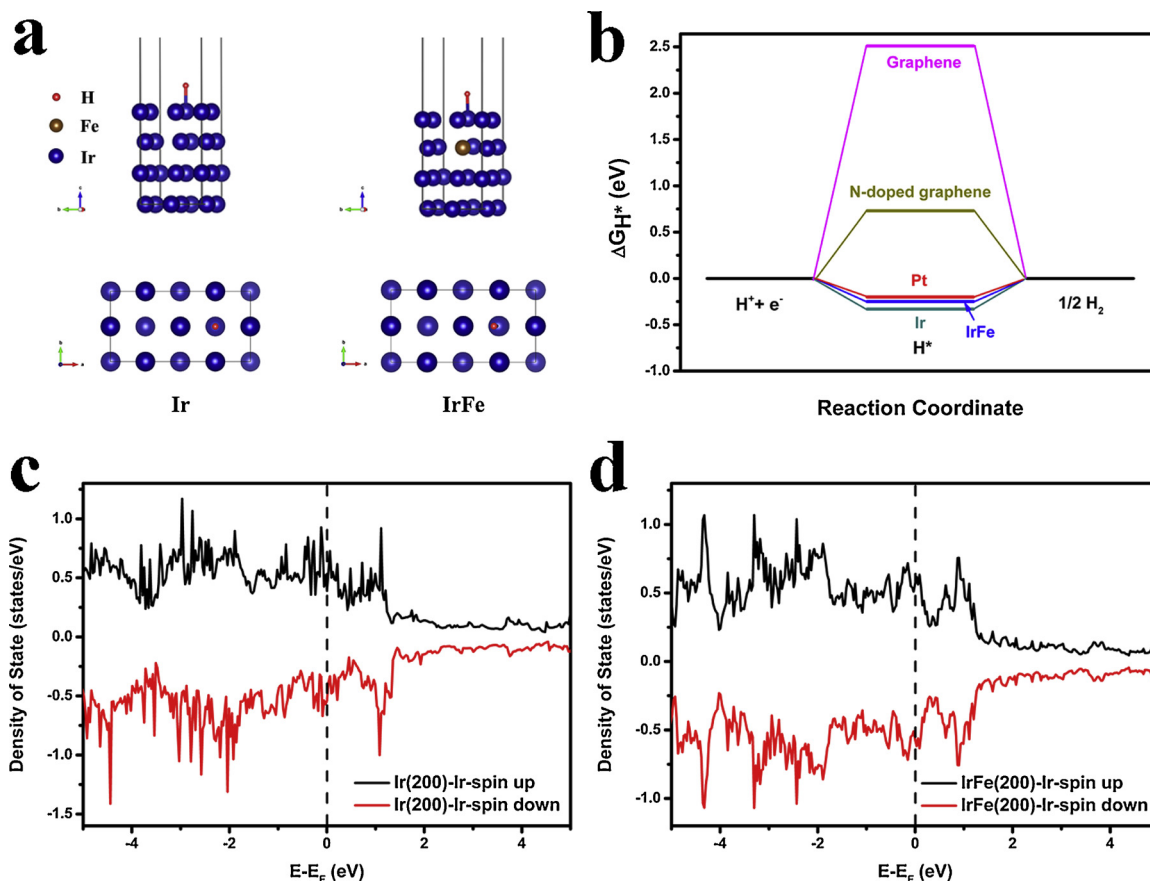 a
H
Fe
Ir
c
b
c
b
b
a
b
a
Ir
IrFe
b
2.5
2.0
1.5
1.0
0.5
0.0
-0.5
-1.0
ΔG_H* (eV)
Graphene
N-doped graphene
Pt
H⁺+ e⁻
1/2 H₂
Ir
IrFe
H*
Reaction Coordinate
c
1.0
0.5
0.0
-0.5
-1.0
-1.5
Density of State (states/eV)
Ir(200)-Ir-spin up
Ir(200)-Ir-spin down
-4
-2
0
2
4
E-E_F (eV)
d
1.0
0.5
0.0
-0.5
-1.0
Density of State (states/eV)
IrFe(200)-Ir-spin up
IrFe(200)-Ir-spin down
-4
-2
0
2
4
E-E_F (eV)